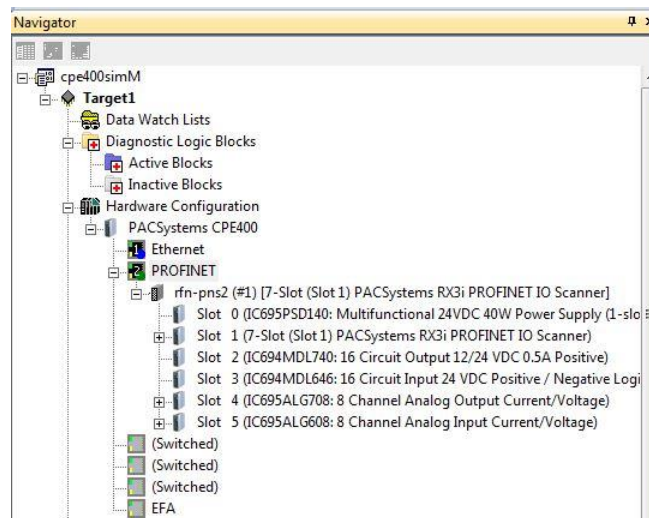 Navigator
cpe400simM
Target1
Data Watch Lists
Diagnostic Logic Blocks
Active Blocks
Inactive Blocks
Hardware Configuration
PACSystems CPE400
1 Ethernet
2 PROFINET
rfn-pns2 (#1) [7-Slot (Slot 1) PACSystems RX3i PROFINET IO Scanner]
Slot 0 (IC695PSD140: Multifunctional 24VDC 40W Power Supply (1-slo
Slot 1 (7-Slot (Slot 1) PACSystems RX3i PROFINET IO Scanner)
Slot 2 (IC694MDL740: 16 Circuit Output 12/24 VDC 0.5A Positive)
Slot 3 (IC694MDL646: 16 Circuit Input 24 VDC Positive / Negative Logi
Slot 4 (IC695ALG708: 8 Channel Analog Output Current/Voltage)
Slot 5 (IC695ALG608: 8 Channel Analog Input Current/Voltage)
(Switched)
(Switched)
(Switched)
EFA